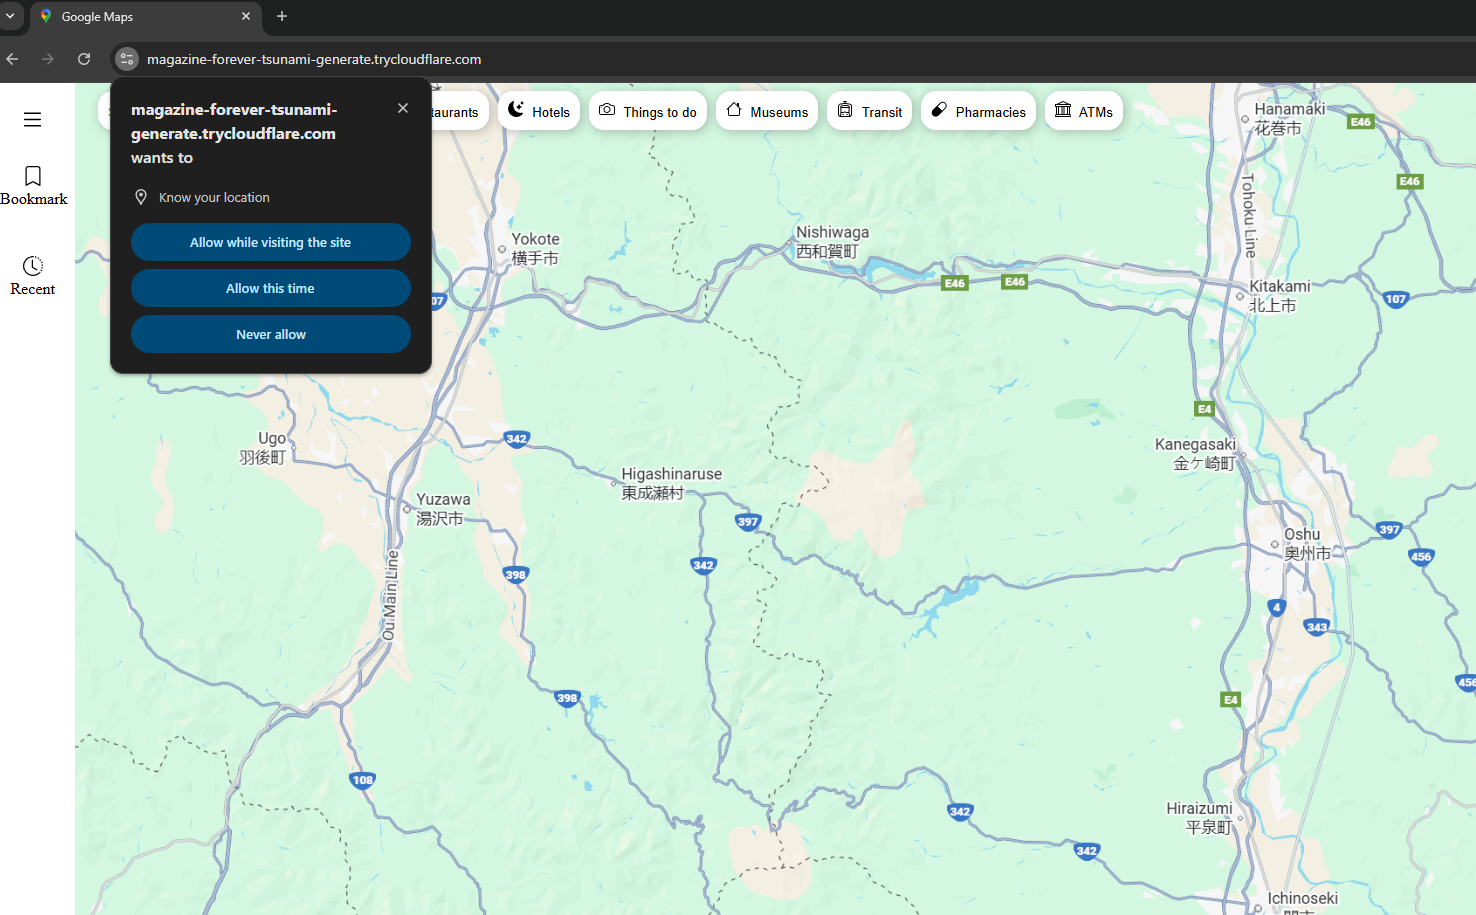 Google Maps
magazine-forever-tsunami-generate.trycloudflare.com
magazine-forever-tsunami-
generate.trycloudflare.com
wants to
Know your location
Allow while visiting the site
Allow this time
Never allow
Bookmark
Recent
Hotels
Things to do
Museums
Transit
Pharmacies
ATMs
Hanamaki
花巻市
E46
E46
Tohoku Line
Yokote
横手市
Nishiwaga
西和賀町
E46
E46
Kitakami
北上市
107
E4
Ugo
羽後町
342
Kanegasaki
金ケ崎町
Higashinaruse
東成瀬村
Yuzawa
湯沢市
397
397
Oshu
奥州市
456
342
398
Ou Main Line
4
343
456
398
E4
108
Hiraizumi
平泉町
342
342
Ichinoseki